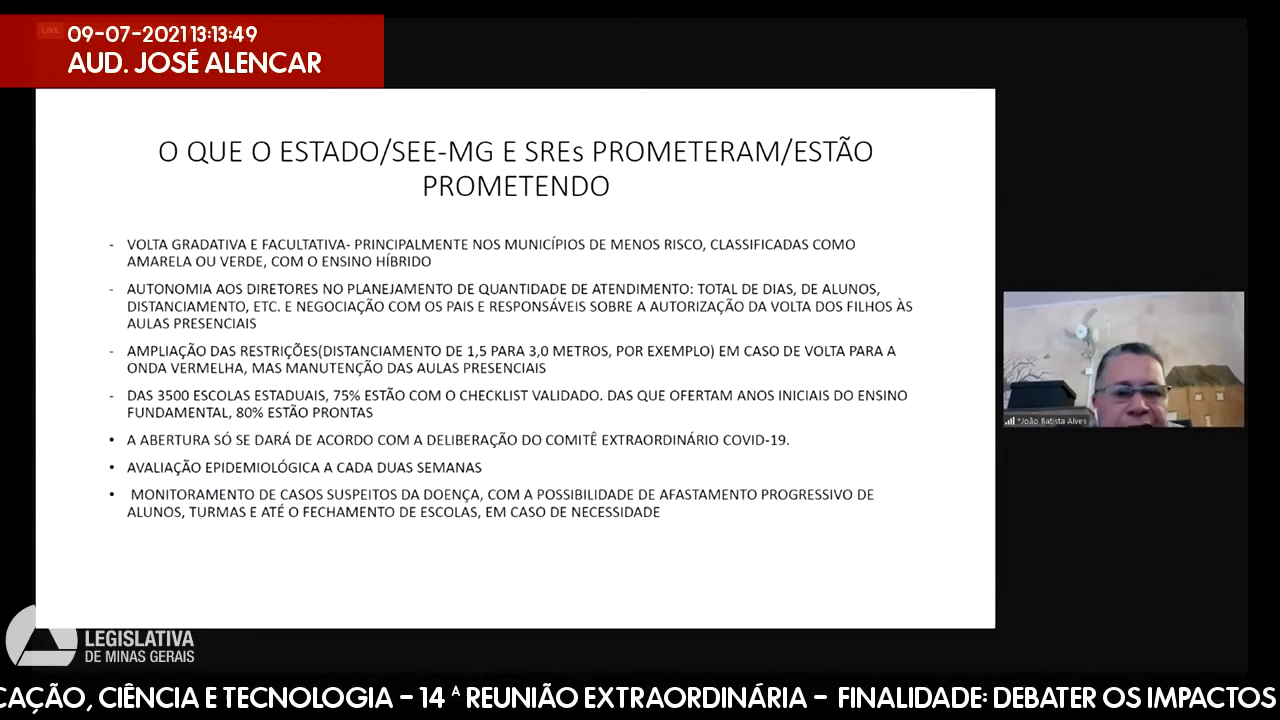 LIVE
09-07-2021 13:13:49
AUD. JOSÉ ALENCAR
O QUE O ESTADO/SEE-MG E SREs PROMETERAM/ESTÃO
PROMETENDO
- VOLTA GRADATIVA E FACULTATIVA- PRINCIPALMENTE NOS MUNICÍPIOS DE MENOS RISCO, CLASSIFICADAS COMO
AMARELA OU VERDE, COM O ENSINO HÍBRIDO
- AUTONOMIA AOS DIRETORES NO PLANEJAMENTO DE QUANTIDADE DE ATENDIMENTO: TOTAL DE DIAS, DE ALUNOS,
DISTANCIAMENTO, ETC. E NEGOCIAÇÃO COM OS PAIS E RESPONSÁVEIS SOBRE A AUTORIZAÇÃO DA VOLTA DOS FILHOS ÀS
AULAS PRESENCIAIS
- AMPLIAÇÃO DAS RESTRIÇÕES(DISTANCIAMENTO DE 1,5 PARA 3,0 METROS, POR EXEMPLO) EM CASO DE VOLTA PARA A
ONDA VERMELHA, MAS MANUTENÇÃO DAS AULAS PRESENCIAIS
- DAS 3500 ESCOLAS ESTADUAIS, 75% ESTÃO COM O CHECKLIST VALIDADO. DAS QUE OFERTAM ANOS INICIAIS DO ENSINO
FUNDAMENTAL, 80% ESTÃO PRONTAS
• A ABERTURA SÓ SE DARÁ DE ACORDO COM A DELIBERAÇÃO DO COMITÊ EXTRAORDINÁRIO COVID-19.
• AVALIAÇÃO EPIDEMIOLÓGICA A CADA DUAS SEMANAS
• MONITORAMENTO DE CASOS SUSPEITOS DA DOENÇA, COM A POSSIBILIDADE DE AFASTAMENTO PROGRESSIVO DE
ALUNOS, TURMAS E ATÉ O FECHAMENTO DE ESCOLAS, EM CASO DE NECESSIDADE
*João Batista Alves
LEGISLATIVA
DE MINAS GERAIS
CAÇÃO, CIÊNCIA E TECNOLOGIA - 14 ª REUNIÃO EXTRAORDINÁRIA - FINALIDADE: DEBATER OS IMPACTOS